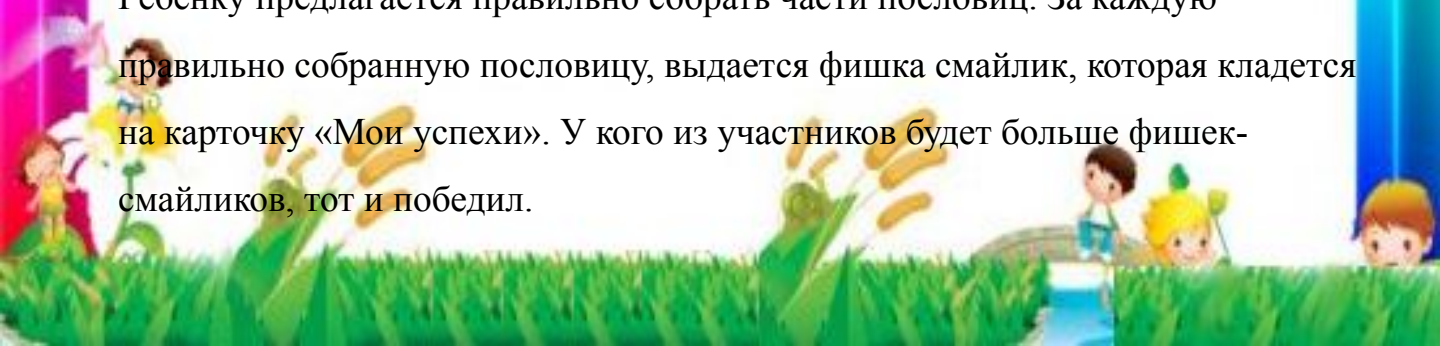 Ребенку предлагается правильно собрать части пословиц. За каждую
правильно собранную пословицу, выдается фишка смайлик, которая кладется
на карточку «Мои успехи». У кого из участников будет больше фишек-
смайликов, тот и победил.